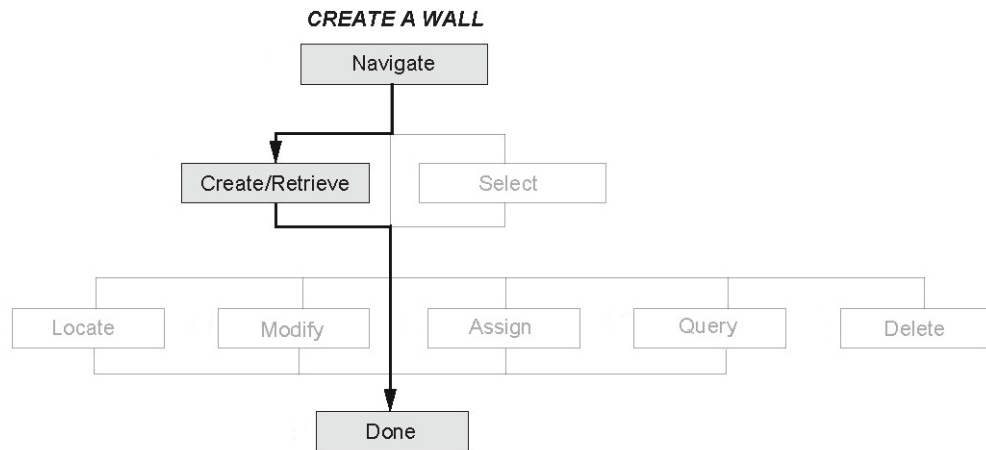 CREATE A WALL
Navigate
Create/Retrieve
Select
Locate
Modify
Assign
Query
Delete
Done